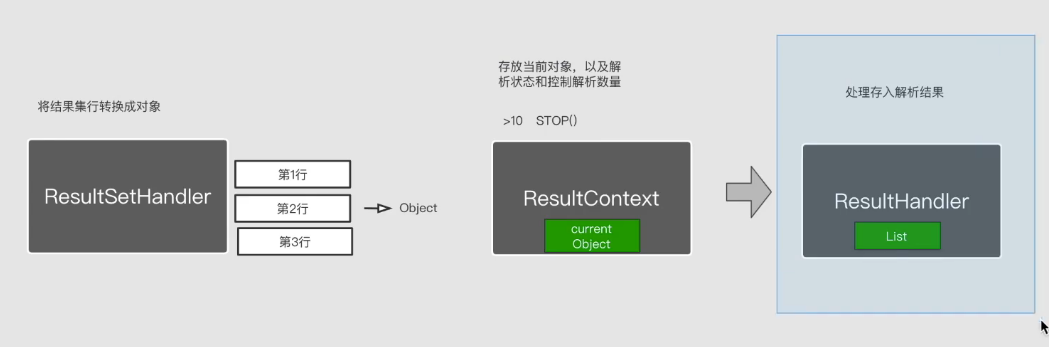 将结果集行转换成对象
ResultSetHandler
第1行
第2行
第3行
Object
存放当前对象，以及解
析状态和控制解析数量
>10 STOP()
ResultContext
current
Object
处理存入解析结果
ResultHandler
List